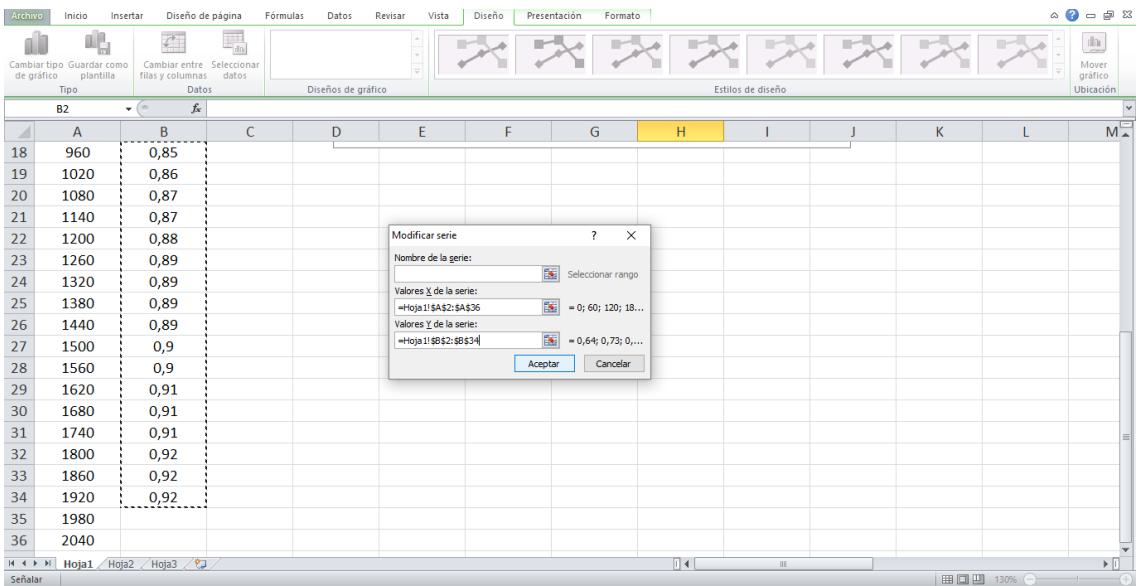 Archivo Inicio Insertar Diseño de página Fórmulas Datos Revisar Vista Diseño Presentación Formato
Cambiar tipo de gráfico
Guardar como plantilla
Cambiar entre filas y columnas
Seleccionar datos
Mover gráfico
Tipo Datos Diseños de gráfico Estilos de diseño Ubicación
B2 fx
A B C D E F G H I J K L M
18 960 0,85
19 1020 0,86
20 1080 0,87
21 1140 0,87
22 1200 0,88
23 1260 0,89
24 1320 0,89
25 1380 0,89
26 1440 0,89
27 1500 0,9
28 1560 0,9
29 1620 0,91
30 1680 0,91
31 1740 0,91
32 1800 0,92
33 1860 0,92
34 1920 0,92
35 1980
36 2040
Modificar serie ? X
Nombre de la serie:
Seleccionar rango
Valores X de la serie:
=Hoja1!$A$2:$A$36 = 0; 60; 120; 18...
Valores Y de la serie:
=Hoja1!$B$2:$B$34 = 0,64; 0,73; 0,...
Aceptar Cancelar
Hoja1 Hoja2 Hoja3
Señalar 130%